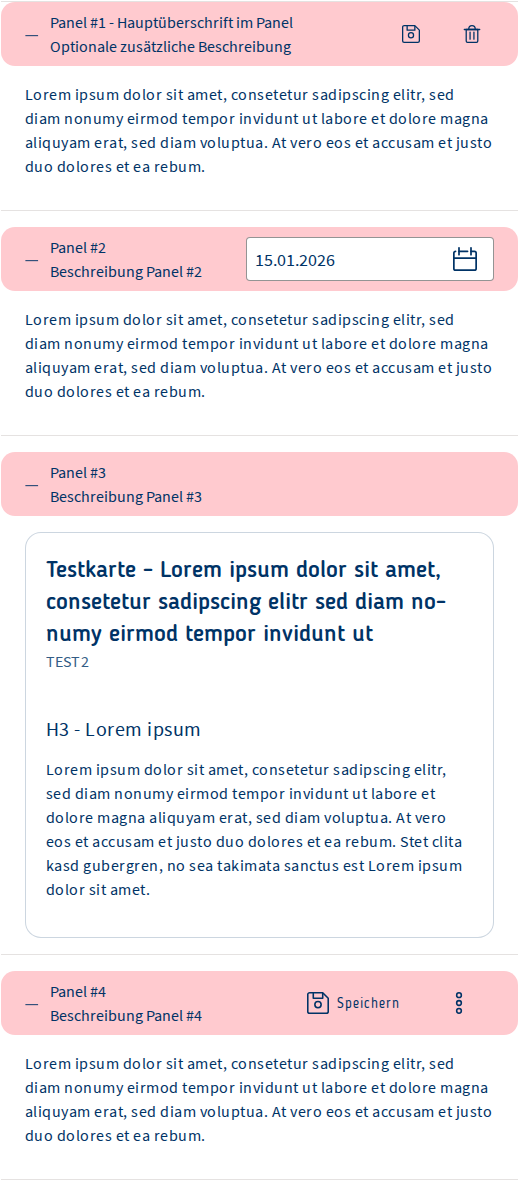 Panel #1 - Hauptüberschrift im Panel
Optionale zusätzliche Beschreibung
Lorem ipsum dolor sit amet, consetetur sadipscing elitr, sed
diam nonumy eirmod tempor invidunt ut labore et dolore magna
aliquyam erat, sed diam voluptua. At vero eos et accusam et justo
duo dolores et ea rebum.
Panel #2
Beschreibung Panel #2
15.01.2026
Lorem ipsum dolor sit amet, consetetur sadipscing elitr, sed
diam nonumy eirmod tempor invidunt ut labore et dolore magna
aliquyam erat, sed diam voluptua. At vero eos et accusam et justo
duo dolores et ea rebum.
Panel #3
Beschreibung Panel #3
Testkarte – Lorem ipsum dolor sit amet,
consetetur sadipscing elitr sed diam no-
numy eirmod tempor invidunt ut
TEST2
H3 - Lorem ipsum
Lorem ipsum dolor sit amet, consetetur sadipscing elitr,
sed diam nonumy eirmod tempor invidunt ut labore et
dolore magna aliquyam erat, sed diam voluptua. At vero
eos et accusam et justo duo dolores et ea rebum. Stet clita
kasd gubergren, no sea takimata sanctus est Lorem ipsum
dolor sit amet.
Panel #4
Beschreibung Panel #4
Speichern
Lorem ipsum dolor sit amet, consetetur sadipscing elitr, sed
diam nonumy eirmod tempor invidunt ut labore et dolore magna
aliquyam erat, sed diam voluptua. At vero eos et accusam et justo
duo dolores et ea rebum.